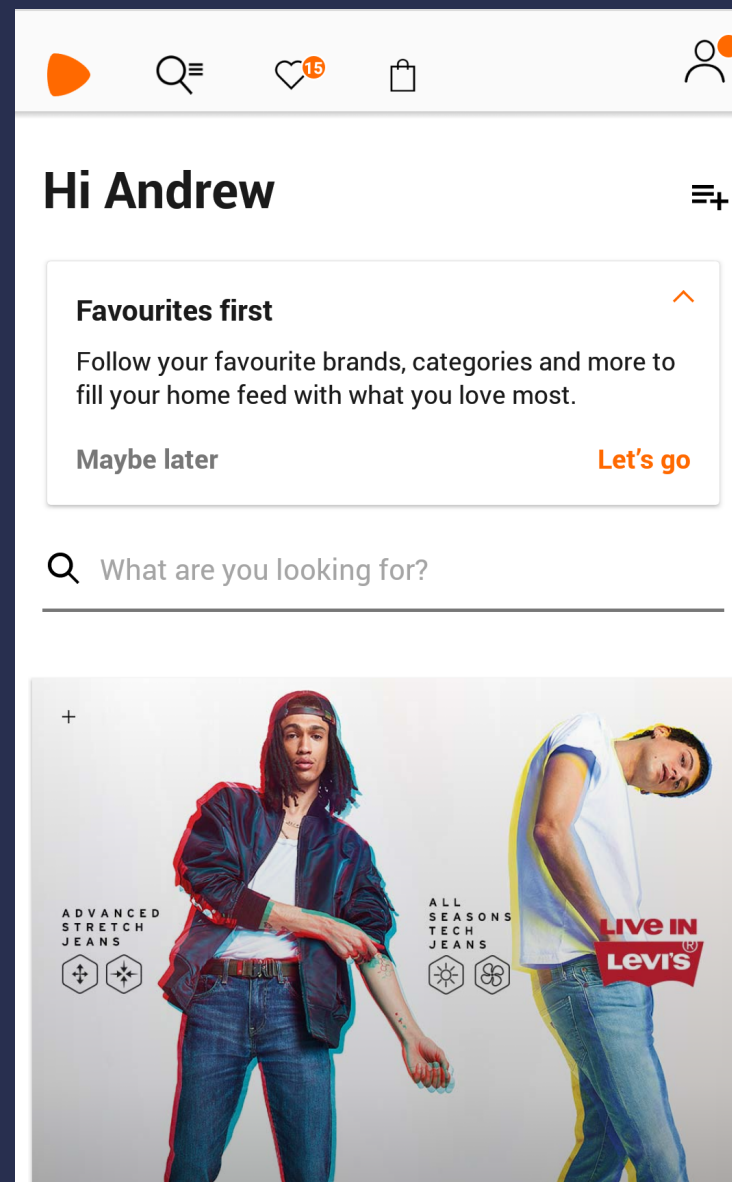 15
Hi Andrew
Favourites first
Follow your favourite brands, categories and more to
fill your home feed with what you love most.
Maybe later
Let's go
What are you looking for?
ADVANCED
STRETCH
JEANS
ALL
SEASONS
TECH
JEANS
LIVE IN
LEVI'S®